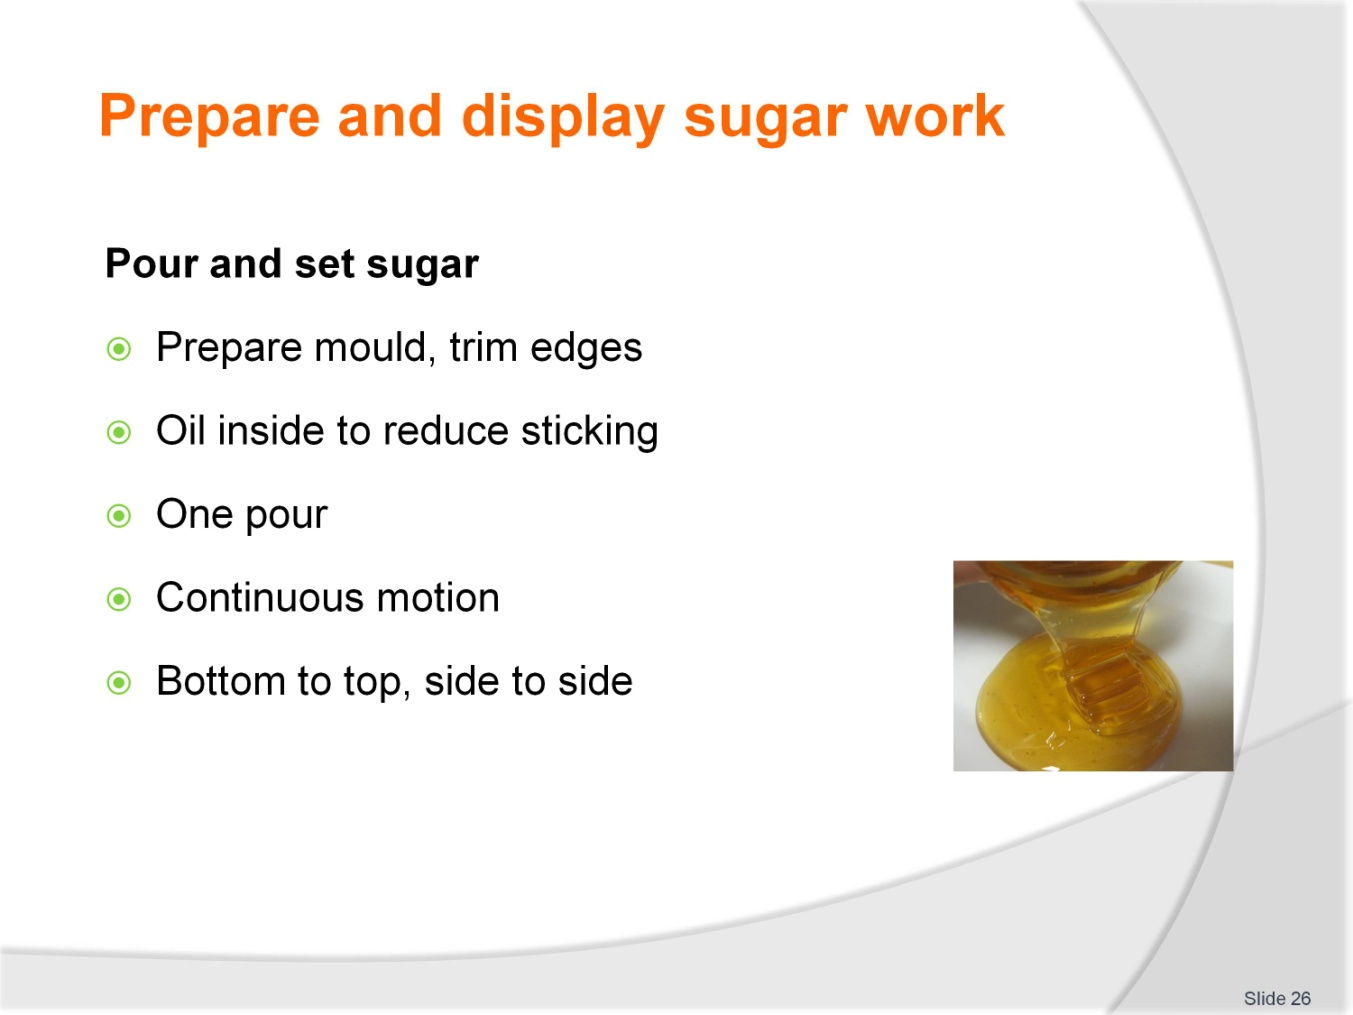 Prepare and display sugar work
Pour and set sugar
Prepare mould, trim edges
Oil inside to reduce sticking
One pour
Continuous motion
Bottom to top, side to side
Slide 26